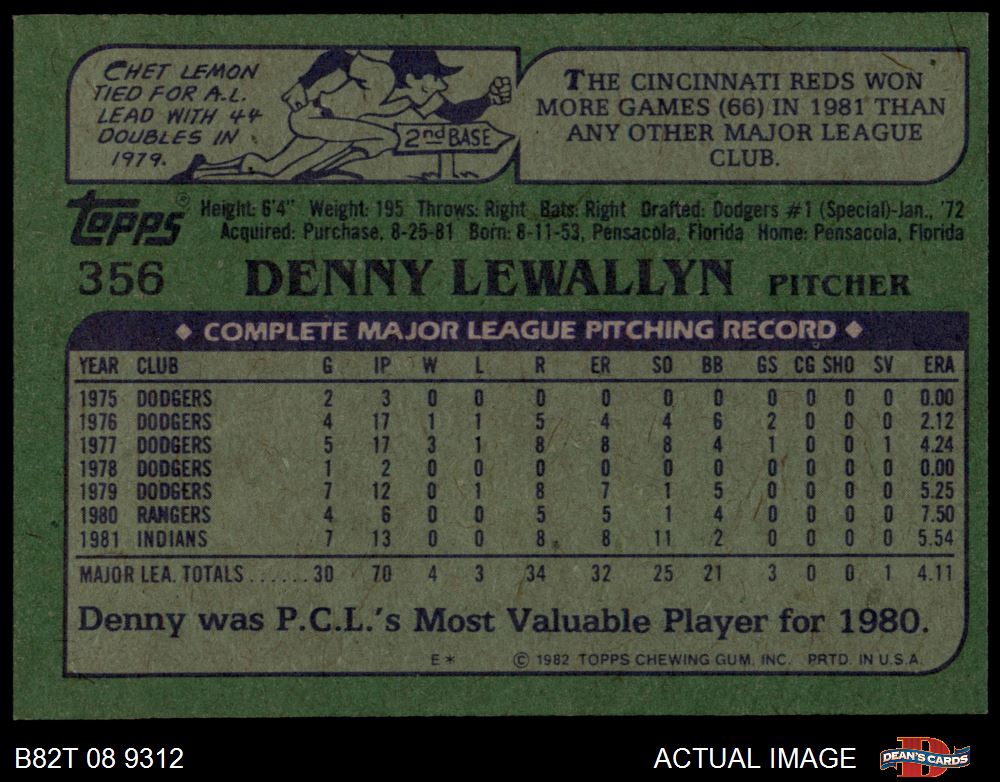 CHET LEMON
TIED FOR A.L.
LEAD WITH 44
DOUBLES IN
1979.
2nd BASE
THE CINCINNATI REDS WON
MORE GAMES (66) IN 1981 THAN
ANY OTHER MAJOR LEAGUE
CLUB.
TOPPS®
Height: 6'4" Weight: 195 Throws: Right Bats: Right Drafted: Dodgers #1 (Special)-Jan., '72
Acquired: Purchase, 8-25-81 Born: 8-11-53, Pensacola, Florida Home: Pensacola, Florida
356 DENNY LEWALLYN PITCHER
◆ COMPLETE MAJOR LEAGUE PITCHING RECORD ◆
YEAR CLUB G IP W L R ER SO BB GS CG SHO SV ERA
1975 DODGERS 2 3 0 0 0 0 0 0 0 0 0 0 0.00
1976 DODGERS 4 17 1 1 5 4 4 6 2 0 0 0 2.12
1977 DODGERS 5 17 3 1 8 8 8 4 1 0 0 1 4.24
1978 DODGERS 1 2 0 0 0 0 0 0 0 0 0 0 0.00
1979 DODGERS 7 12 0 1 8 7 1 5 0 0 0 0 5.25
1980 RANGERS 4 6 0 0 5 5 1 4 0 0 0 0 7.50
1981 INDIANS 7 13 0 0 8 8 11 2 0 0 0 0 5.54
MAJOR LEA. TOTALS ......30 70 4 3 34 32 25 21 3 0 0 1 4.11
Denny was P.C.L.'s Most Valuable Player for 1980.
E* © 1982 TOPPS CHEWING GUM, INC. PRTD. IN U.S.A.
B82T 08 9312
ACTUAL IMAGE
DEAN'S CARDS